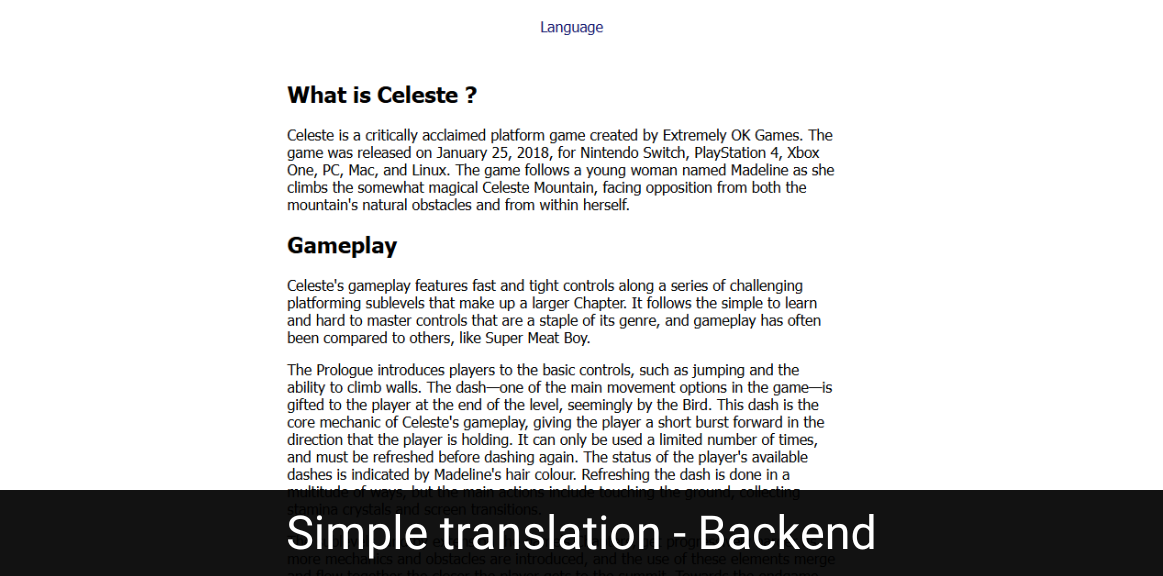 Language
What is Celeste ?
Celeste is a critically acclaimed platform game created by Extremely OK Games. The
game was released on January 25, 2018, for Nintendo Switch, PlayStation 4, Xbox
One, PC, Mac, and Linux. The game follows a young woman named Madeline as she
climbs the somewhat magical Celeste Mountain, facing opposition from both the
mountain's natural obstacles and from within herself.
Gameplay
Celeste's gameplay features fast and tight controls along a series of challenging
platforming sublevels that make up a larger Chapter. It follows the simple to learn
and hard to master controls that are a staple of its genre, and gameplay has often
been compared to others, like Super Meat Boy.
The Prologue introduces players to the basic controls, such as jumping and the
ability to climb walls. The dash—one of the main movement options in the game—is
gifted to the player at the end of the level, seemingly by the Bird. This dash is the
core mechanic of Celeste's gameplay, giving the player a short burst forward in the
direction that the player is holding. It can only be used a limited number of times,
and must be refreshed before dashing again. The status of the player's available
dashes is indicated by Madeline's hair colour. Refreshing the dash is done in a
multitude of ways, but the main actions include touching the ground, collecting
stamina crystals and screen transitions.
Simple translation - Backend
more mechanics and obstacles are introduced, and the use of these elements merge